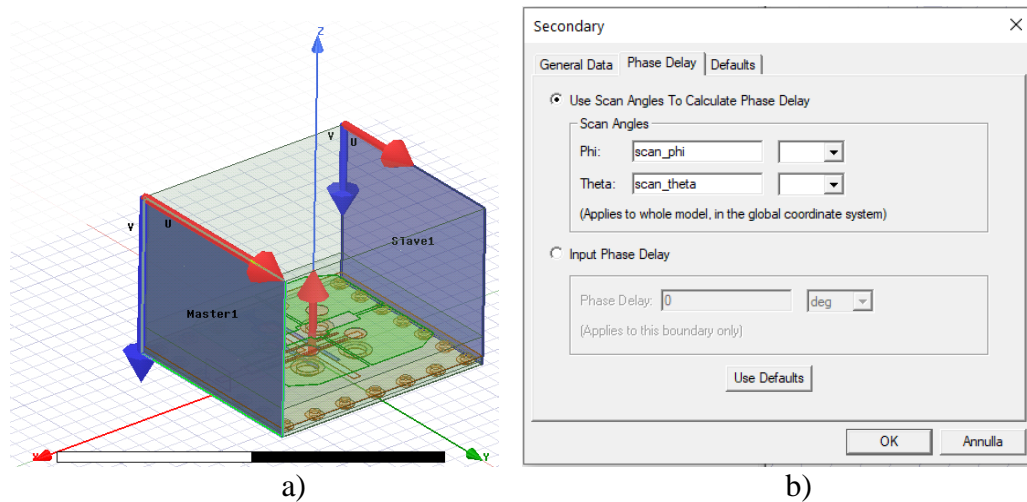 Z
V
U
V
U
Slave1
Master1
X
Y
a)
Secondary
General Data Phase Delay Defaults
Use Scan Angles To Calculate Phase Delay
Scan Angles
Phi: scan_phi
Theta: scan_theta
(Applies to whole model, in the global coordinate system)
Input Phase Delay
Phase Delay: 0 deg
(Applies to this boundary only)
Use Defaults
OK Annulla
b)